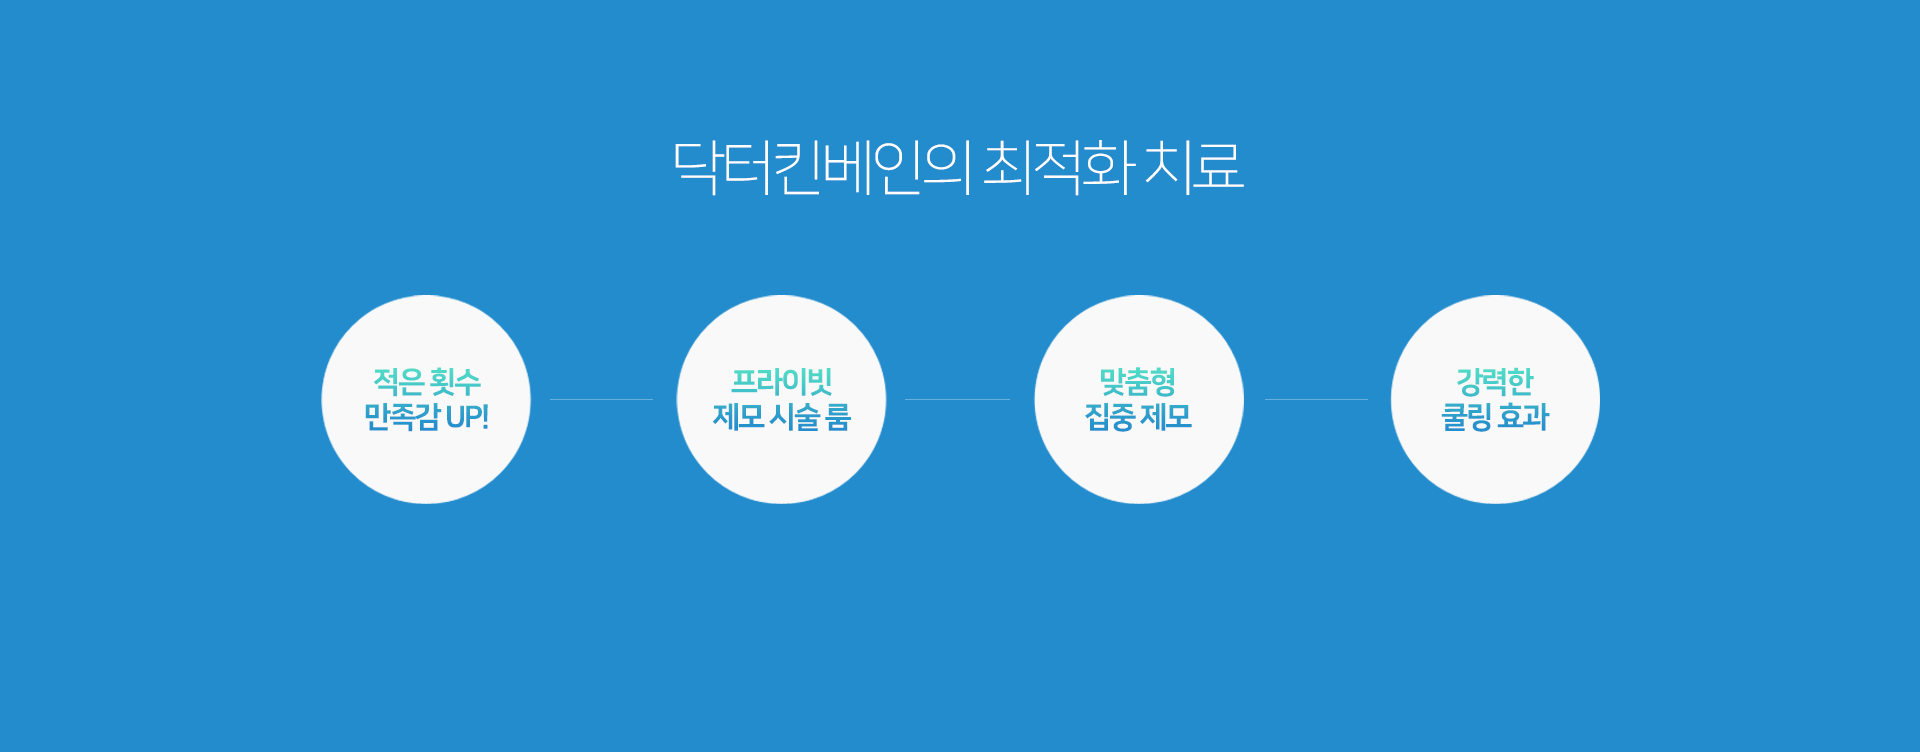 닥터킨베인의 최적화 치료
적은 횟수
만족감 UP!
프라이빗
제모 시술 룸
맞춤형
집중 제모
강력한
쿨링 효과